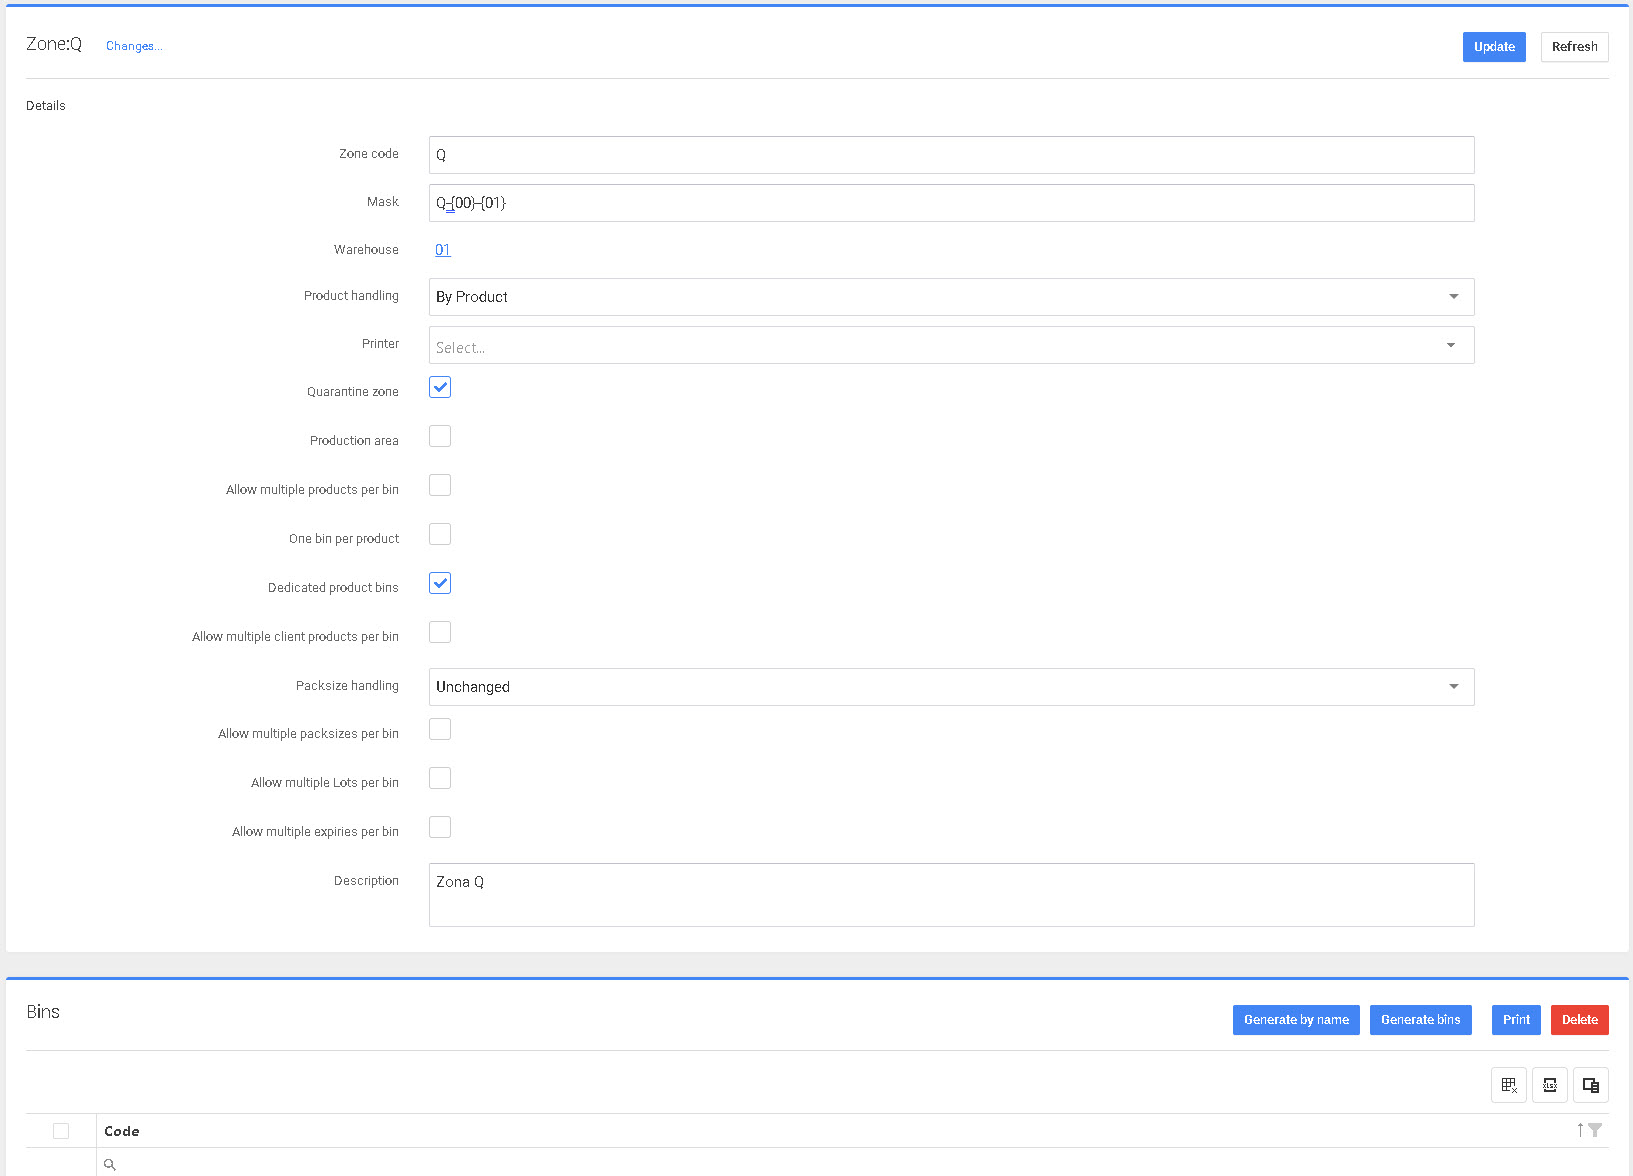 Zone:Q Changes...
Update Refresh
Details
Zone code Q
Mask Q-{00}-{01}
Warehouse 01
Product handling By Product
Printer Select...
Quarantine zone
Production area
Allow multiple products per bin
One bin per product
Dedicated product bins
Allow multiple client products per bin
Packsize handling Unchanged
Allow multiple packsizes per bin
Allow multiple Lots per bin
Allow multiple expiries per bin
Description Zona Q
Bins
Generate by name Generate bins Print Delete
xlsx
Code